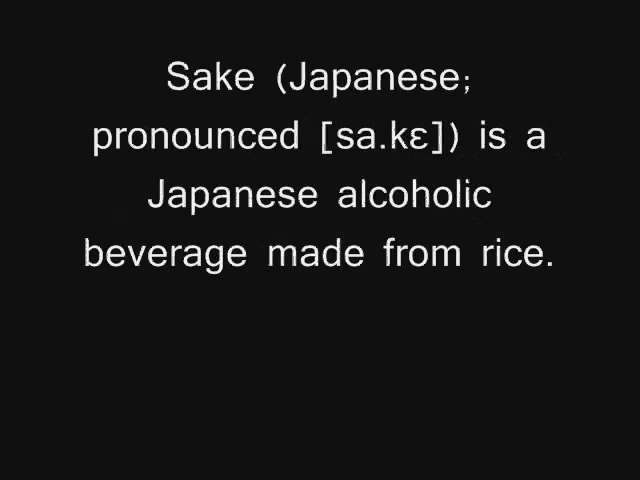 Sake (Japanese;
pronounced [sa.kɛ]) is a
Japanese alcoholic
beverage made from rice.